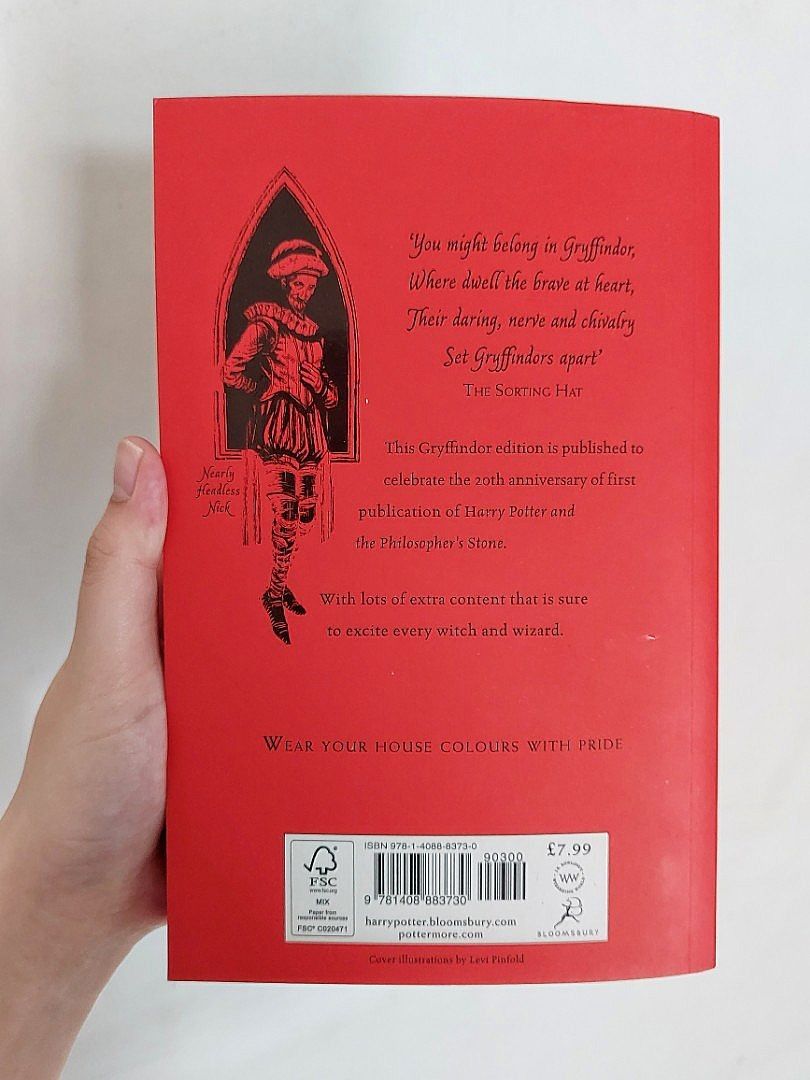 'You might belong in Gryffindor,
Where dwell the brave at heart,
Their daring, nerve and chivalry
Set Gryffindors apart'
THE SORTING HAT
Nearly
Headless
Nick
This Gryffindor edition is published to
celebrate the 20th anniversary of first
publication of Harry Potter and
the Philosopher's Stone.
With lots of extra content that is sure
to excite every witch and wizard.
WEAR YOUR HOUSE COLOURS WITH PRIDE
FSC
www.fsc.org
MIX
Paper from
responsible sources
FSC® C020471
ISBN 978-1-4088-8373-0
90300
9 781408 883730
harrypotter.bloomsbury.com
pottermore.com
£7.99
WW
BLOOMSBURY
Cover illustrations by Levi Pinfold